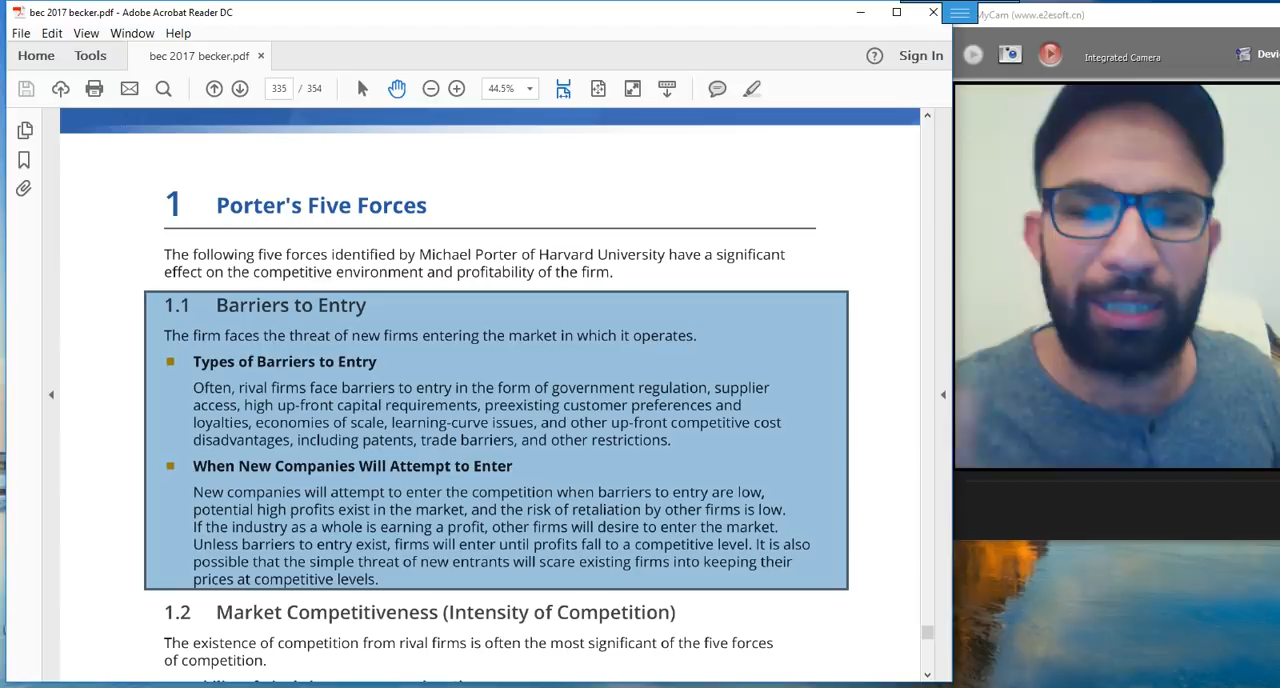 bec 2017 becker.pdf - Adobe Acrobat Reader DC
MyCam (www.e2esoft.cn)
File Edit View Window Help
Home Tools bec 2017 becker.pdf × Sign In
Integrated Camera
335 / 354 44.5%
1 Porter's Five Forces
The following five forces identified by Michael Porter of Harvard University have a significant
effect on the competitive environment and profitability of the firm.
1.1 Barriers to Entry
The firm faces the threat of new firms entering the market in which it operates.
Types of Barriers to Entry
Often, rival firms face barriers to entry in the form of government regulation, supplier
access, high up-front capital requirements, preexisting customer preferences and
loyalties, economies of scale, learning-curve issues, and other up-front competitive cost
disadvantages, including patents, trade barriers, and other restrictions.
When New Companies Will Attempt to Enter
New companies will attempt to enter the competition when barriers to entry are low,
potential high profits exist in the market, and the risk of retaliation by other firms is low.
If the industry as a whole is earning a profit, other firms will desire to enter the market.
Unless barriers to entry exist, firms will enter until profits fall to a competitive level. It is also
possible that the simple threat of new entrants will scare existing firms into keeping their
prices at competitive levels.
1.2 Market Competitiveness (Intensity of Competition)
The existence of competition from rival firms is often the most significant of the five forces
of competition.